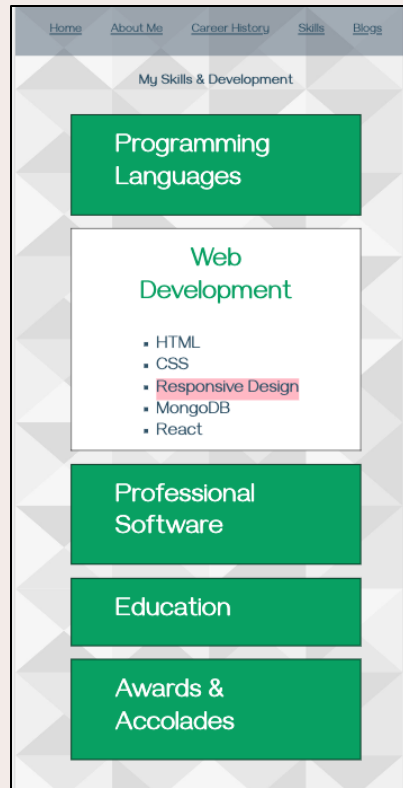 Home About Me Career History Skills Blogs
My Skills & Development
Programming
Languages
Web
Development
HTML
CSS
Responsive Design
MongoDB
React
Professional
Software
Education
Awards &
Accolades